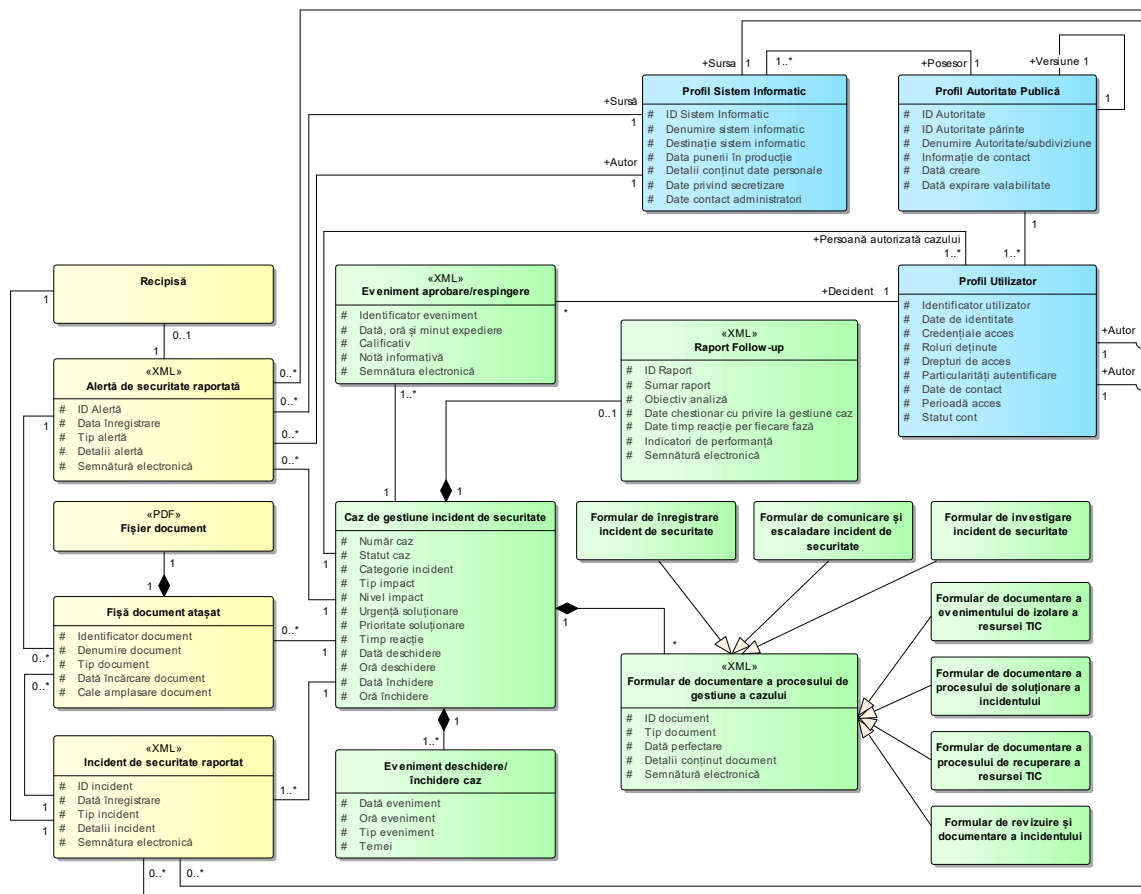 +Sursa
1
1..*
+Posesor
1
+Versiune 1
1
Profil Sistem Informatic
# ID Sistem Informatic
# Denumire sistem informatic
# Destinație sistem informatic
# Data punerii în producție
# Detalii conținut date personale
# Date privind secretizare
# Date contact administratori
Profil Autoritate Publică
# ID Autoritate
# ID Autoritate părinte
# Denumire Autoritate/subdiviziune
# Informație de contact
# Dată creare
# Dată expirare valabilitate
+Sursă
1
+Autor
1
1
1..*
+Persoană autorizată cazului
1..*
Profil Utilizator
# Identificator utilizator
# Date de identitate
# Credențiale acces
# Roluri deținute
# Drepturi de acces
# Particularități autentificare
# Date de contact
# Perioadă acces
# Statut cont
+Autor
1
+Autor
1
Recipisă
1
0..1
1
«XML»
Eveniment aprobare/respingere
# Identificator eveniment
# Dată, oră și minut expediere
# Calificativ
# Notă informativă
# Semnătură electronică
+Decident 1
*
1..*
1
«XML»
Raport Follow-up
# ID Raport
# Sumar raport
# Obiectiv analiză
# Date chestionar cu privire la gestiune caz
# Date timp reacție per fiecare fază
# Indicatori de performanță
# Semnătură electronică
0..1
1
«XML»
Alertă de securitate raportată
# ID Alertă
# Data înregistrare
# Tip alertă
# Detalii alertă
# Semnătură electronică
0..*
0..*
0..*
0..*
1
«PDF»
Fișier document
1
1
Fișă document atașat
# Identificator document
# Denumire document
# Tip document
# Dată încărcare document
# Cale amplasare document
0..*
0..*
0..*
Caz de gestiune incident de securitate
# Număr caz
# Statut caz
# Categorie incident
# Tip impact
# Nivel impact
# Urgență soluționare
# Prioritate soluționare
# Timp reacție
# Dată deschidere
# Oră deschidere
# Dată închidere
# Oră închidere
1
1
1
1
1
*
1
1..*
Formular de înregistrare
incident de securitate
Formular de comunicare și
escaladare incident de
securitate
Formular de investigare
incident de securitate
Formular de documentare a
evenimentului de izolare a
resursei TIC
Formular de documentare a
procesului de soluționare a
incidentului
Formular de documentare a
procesului de recuperare a
resursei TIC
Formular de revizuire și
documentare a incidentului
«XML»
Formular de documentare a procesului de
gestiune a cazului
# ID document
# Tip document
# Dată perfectare
# Detalii conținut document
# Semnătură electronică
«XML»
Incident de securitate raportat
# ID incident
# Dată înregistrare
# Tip incident
# Detalii incident
# Semnătură electronică
1
1
1..*
0..*
0..*
Eveniment deschidere/
închidere caz
# Dată eveniment
# Oră eveniment
# Tip eveniment
# Temei